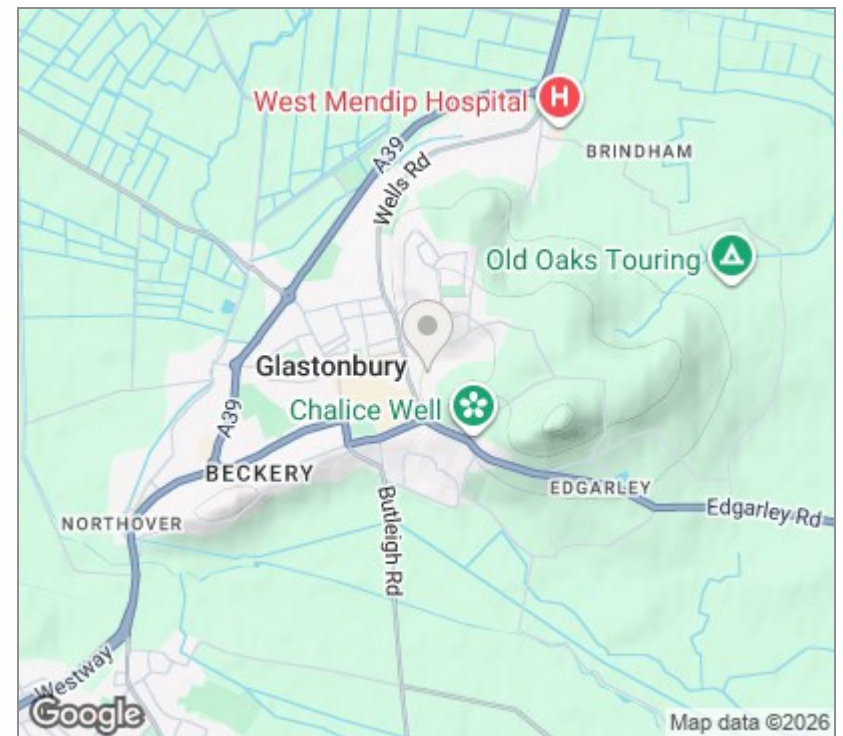 West Mendip Hospital
H
BRINDHAM
A39
Wells Rd
Old Oaks Touring
Glastonbury
Chalice Well
A39
BECKERY
EDGARLEY
Edgarley Rd
NORTHOVER
Butleigh Rd
Westway
Google
Map data ©2026